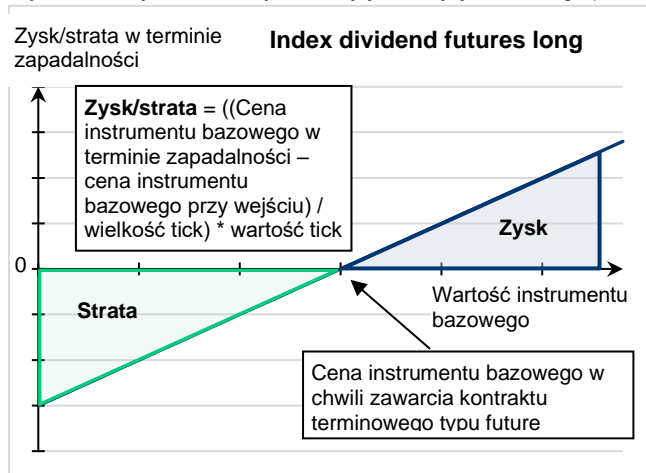 Zysk/strata w terminie
zapadalności
Index dividend futures long
Zysk/strata = ((Cena
instrumentu bazowego w
terminie zapadalności –
cena instrumentu
bazowego przy wejściu) /
wielkość tick) * wartość tick
Zysk
0
Strata
Wartość instrumentu
bazowego
Cena instrumentu bazowego w
chwili zawarcia kontraktu
terminowego typu future